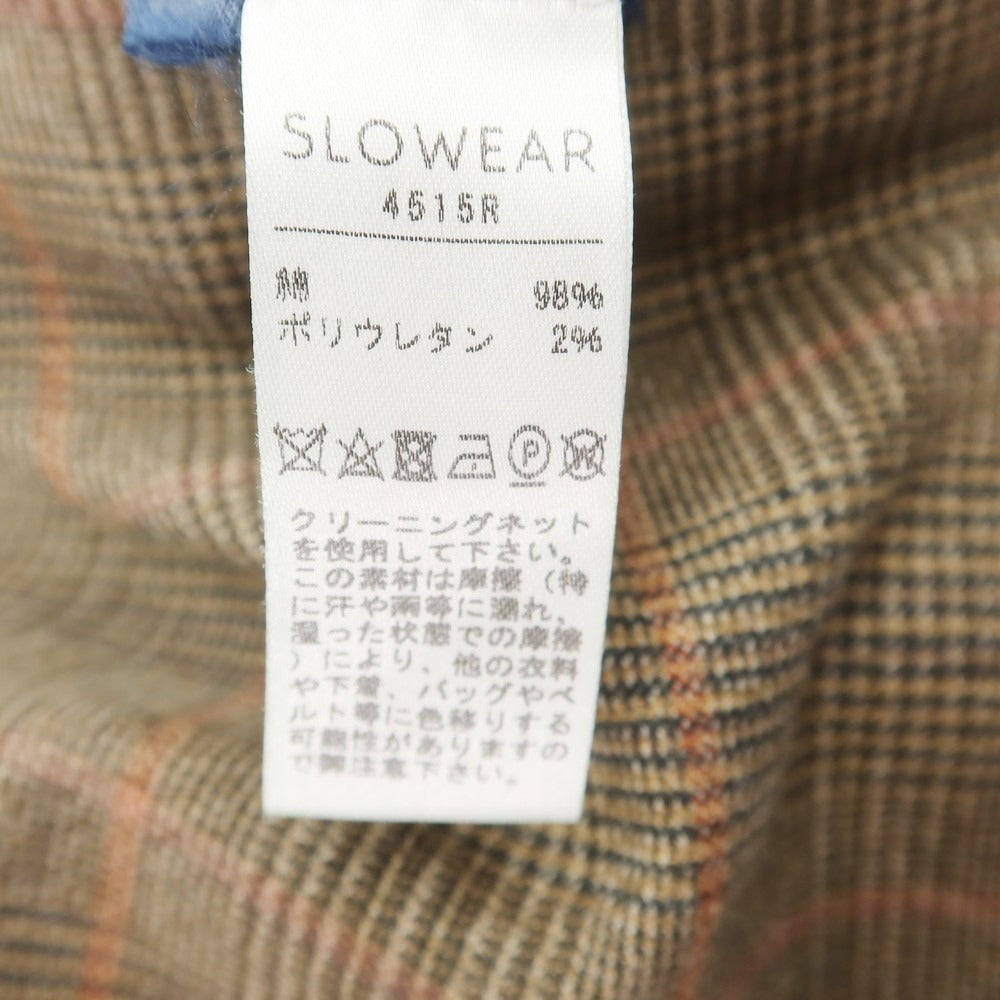 SLOWEAR
4515R
綿 98%
ポリウレタン 2%
P
W
クリーニングネット
を使用して下さい。
この素材は摩擦(特
に汗や雨等に濡れ、
湿った状態での摩擦
)により、他の衣料
や下着、バッグやベ
ルト等に色移りする
可能性がありますの
で御注意下さい。